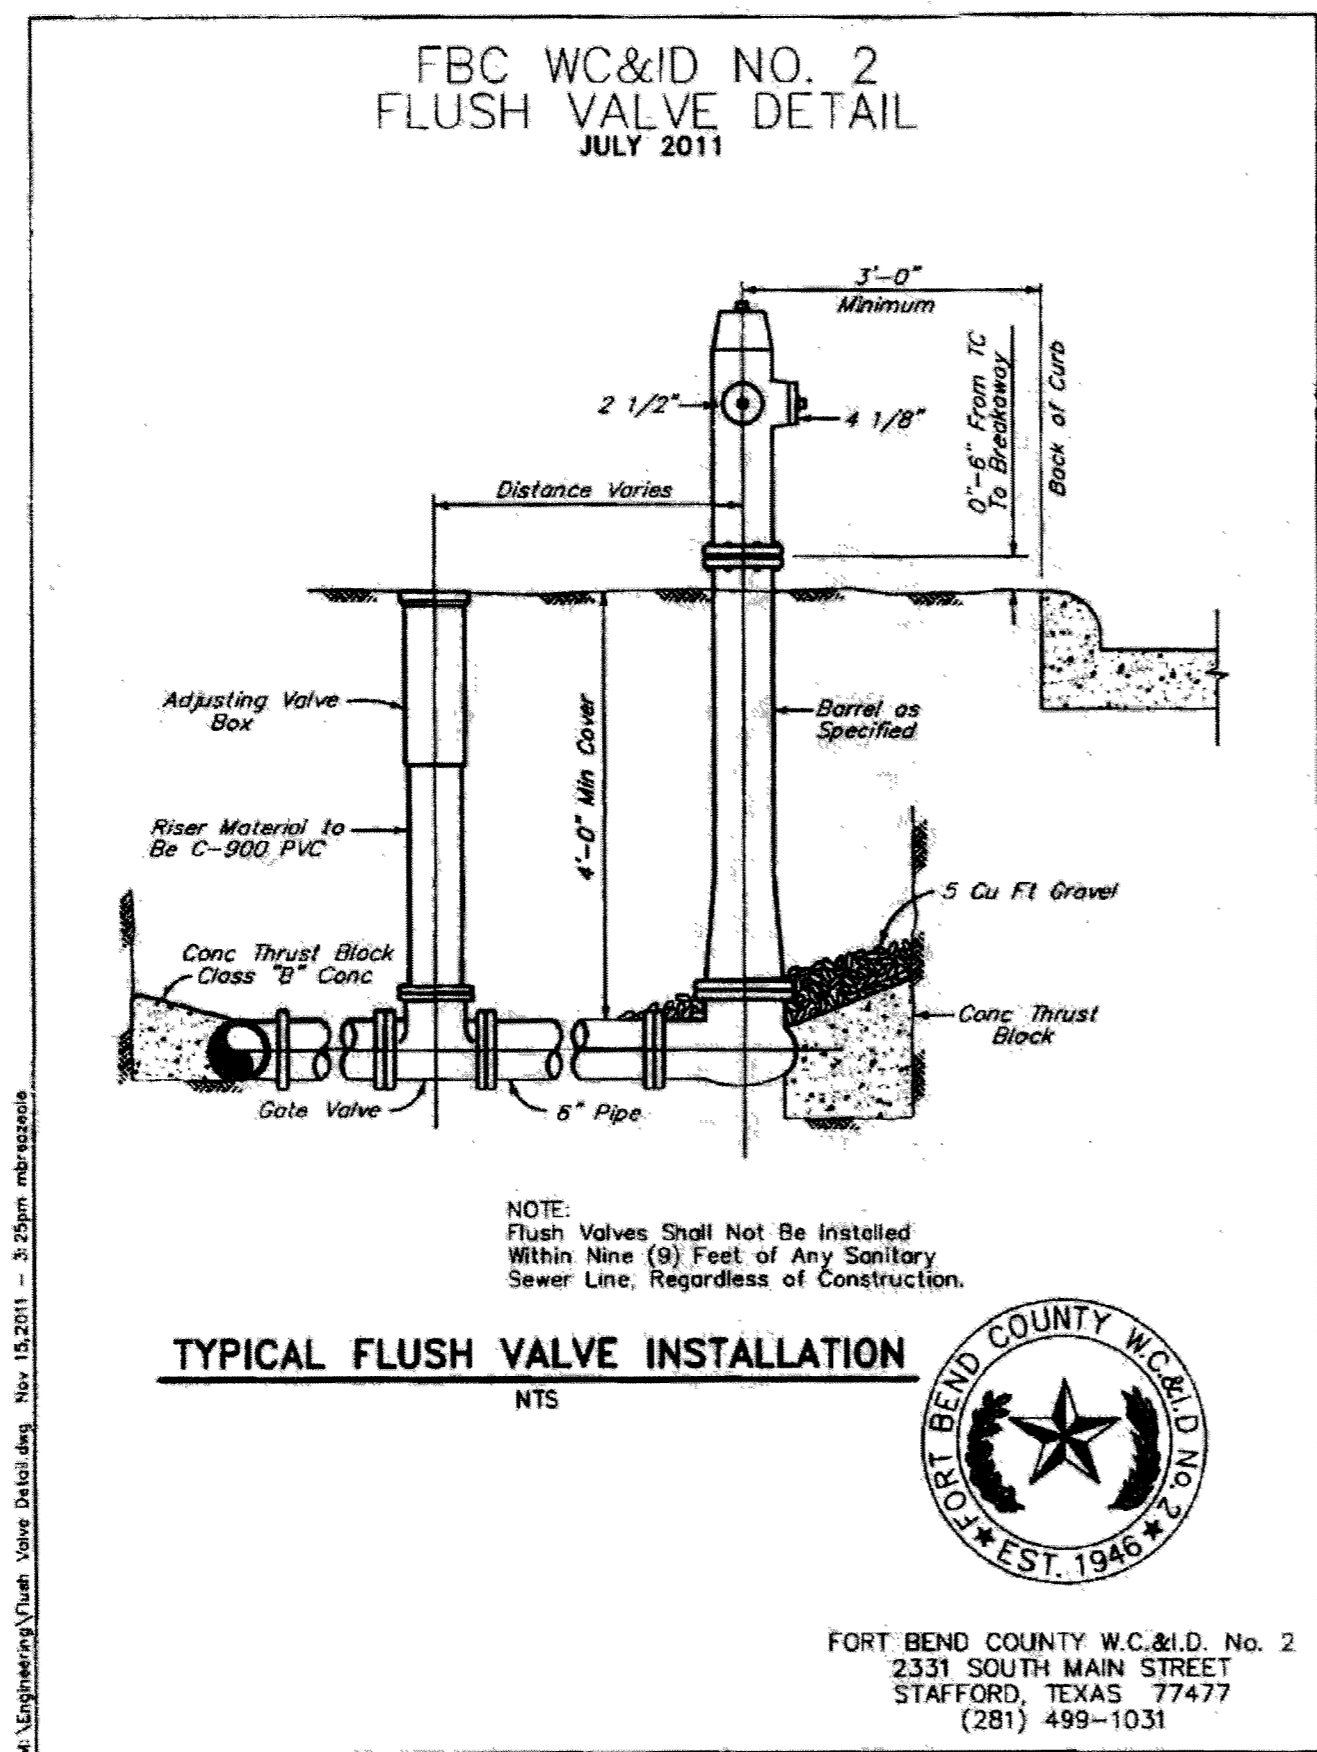 FBC WC&ID NO. 2
FLUSH VALVE DETAIL
JULY 2011
3'-0"
Minimum
0"-6" From TC
To Breakaway
Back of Curb
2 1/2"
4 1/8"
Distance Varies
Adjusting Valve
Box
4'-0" Min Cover
Barrel as
Specified
Riser Material to
Be C-900 PVC
5 Cu Ft Gravel
Conc Thrust Block
Class "B" Conc
Conc Thrust
Block
Gate Valve
6" Pipe
NOTE:
Flush Valves Shall Not Be Installed
Within Nine (9) Feet of Any Sanitary
Sewer Line, Regardless of Construction.
TYPICAL FLUSH VALVE INSTALLATION
NTS
FORT BEND COUNTY W.C.&I.D No. 2
EST. 1946
FORT BEND COUNTY W.C.&I.D. No. 2
2331 SOUTH MAIN STREET
STAFFORD, TEXAS 77477
(281) 499-1031
M:\Engineering\Flush Valve Detail.dwg Nov 15,2011 - 3:25pm